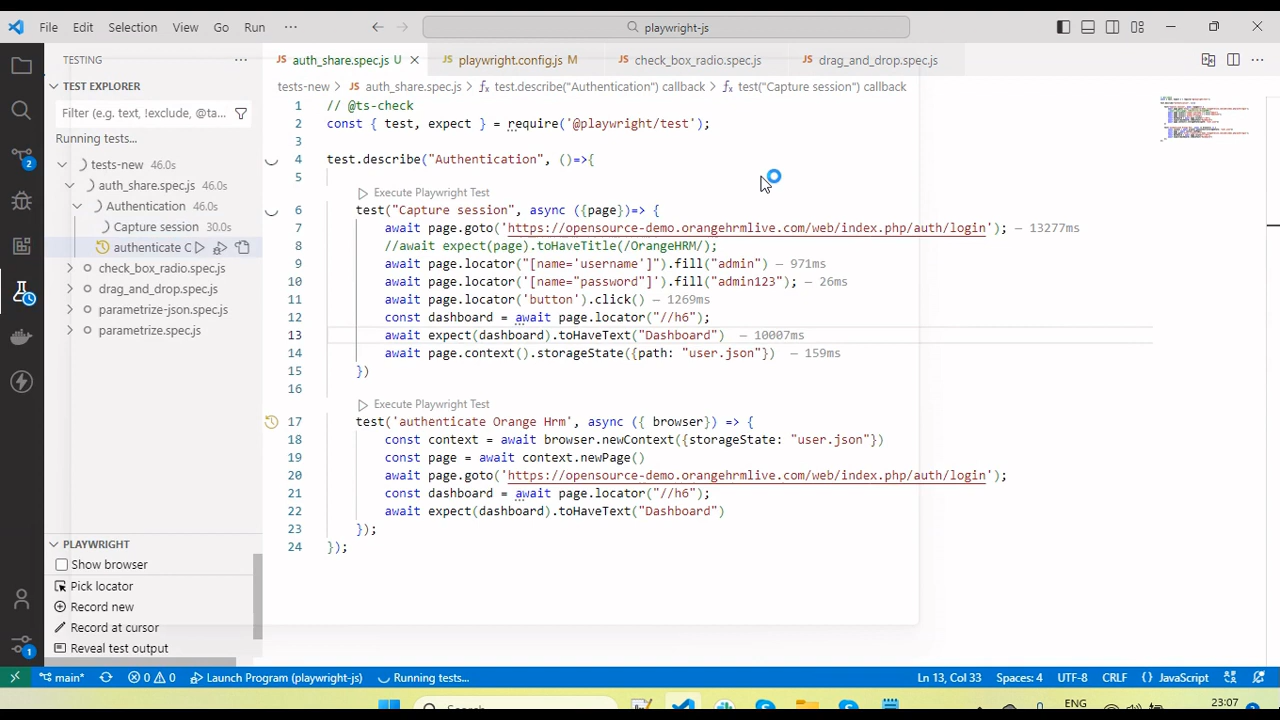 File Edit Selection View Go Run ··· playwright-js
TESTING ···
auth_share.spec.js U
playwright.config.js M
check_box_radio.spec.js
drag_and_drop.spec.js
tests-new > auth_share.spec.js > test.describe("Authentication") callback > test("Capture session") callback
TEST EXPLORER
Filter (e.g. text, !exclude, @ta...
Running tests...
tests-new 46.0s
auth_share.spec.js 46.0s
Authentication 46.0s
Capture session 30.0s
authenticate C
check_box_radio.spec.js
drag_and_drop.spec.js
parametrize-json.spec.js
parametrize.spec.js
2
PLAYWRIGHT
Show browser
Pick locator
Record new
Record at cursor
Reveal test output
1
1 // @ts-check
2 const { test, expect } = require('@playwright/test');
3
4 test.describe("Authentication", ()=>{
5
Execute Playwright Test
6 test("Capture session", async ({page})=> {
7 await page.goto('https://opensource-demo.orangehrmlive.com/web/index.php/auth/login'); — 13277ms
8 //await expect(page).toHaveTitle(/OrangeHRM/);
9 await page.locator("[name='username']").fill("admin") — 971ms
10 await page.locator('[name="password"]').fill("admin123"); — 26ms
11 await page.locator('button').click() — 1269ms
12 const dashboard = await page.locator("//h6");
13 await expect(dashboard).toHaveText("Dashboard") — 10007ms
14 await page.context().storageState({path: "user.json"}) — 159ms
15 })
16
Execute Playwright Test
17 test('authenticate Orange Hrm', async ({ browser}) => {
18 const context = await browser.newContext({storageState: "user.json"})
19 const page = await context.newPage()
20 await page.goto('https://opensource-demo.orangehrmlive.com/web/index.php/auth/login');
21 const dashboard = await page.locator("//h6");
22 await expect(dashboard).toHaveText("Dashboard")
23 });
24 });
main* 0 0 Launch Program (playwright-js) Running tests... Ln 13, Col 33 Spaces: 4 UTF-8 CRLF {} JavaScript
ENG 23:07